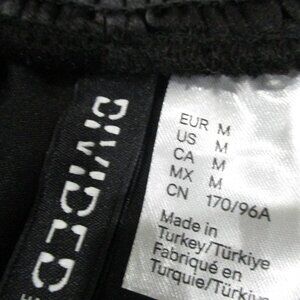 DIVIDED
EUR M
US M
CA M
MX M
CN 170/96A
Made in
Turkey/Türkiye
Fabriqué en
Turquie/Türkiye